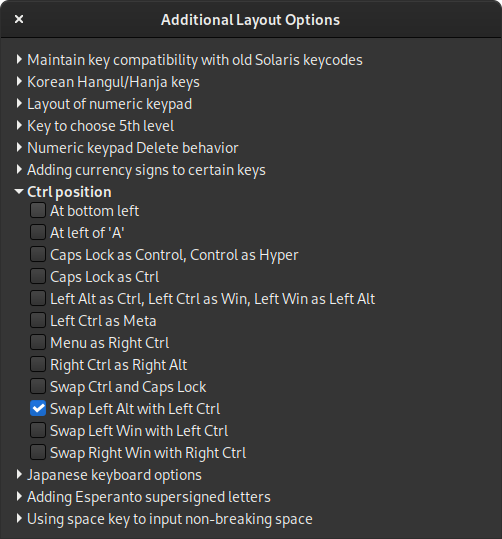 Additional Layout Options
Maintain key compatibility with old Solaris keycodes
Korean Hangul/Hanja keys
Layout of numeric keypad
Key to choose 5th level
Numeric keypad Delete behavior
Adding currency signs to certain keys
Ctrl position
At bottom left
At left of 'A'
Caps Lock as Control, Control as Hyper
Caps Lock as Ctrl
Left Alt as Ctrl, Left Ctrl as Win, Left Win as Left Alt
Left Ctrl as Meta
Menu as Right Ctrl
Right Ctrl as Right Alt
Swap Ctrl and Caps Lock
Swap Left Alt with Left Ctrl
Swap Left Win with Left Ctrl
Swap Right Win with Right Ctrl
Japanese keyboard options
Adding Esperanto supersigned letters
Using space key to input non-breaking space